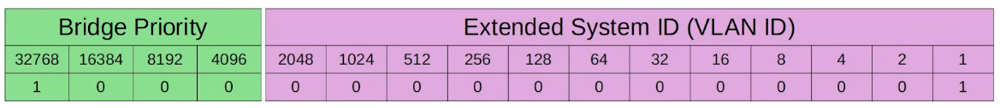 Bridge Priority Extended System ID (VLAN ID)
32768 16384 8192 4096 2048 1024 512 256 128 64 32 16 8 4 2 1
1 0 0 0 0 0 0 0 0 0 0 0 0 0 0 1